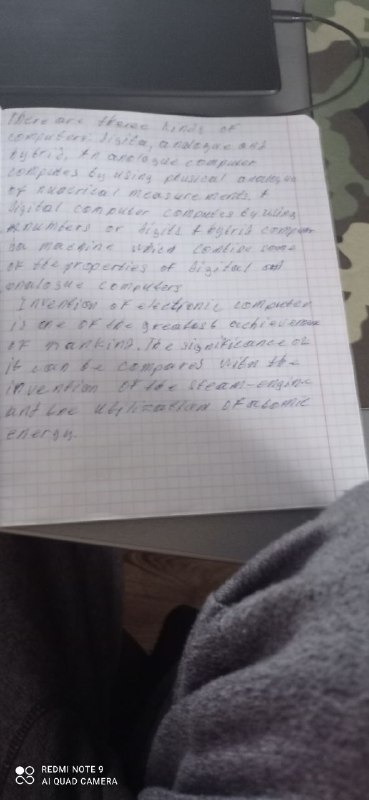 There are three kinds of
computers: digital, analogue and
hybrid. An analogue computer
computes by using physical analogue
of numerical measurements. A
digital computer computes by using
numbers or digits. A hybrid computer
is a machine which some
of the properties of digital and
analogue computers
Invention of electronic computer
is one of the greatest
of mankind. The significance of
it can be compared with the
invention of the steam-engine
and the utilization of atomic
energy.
REDMI NOTE 9
AI QUAD CAMERA